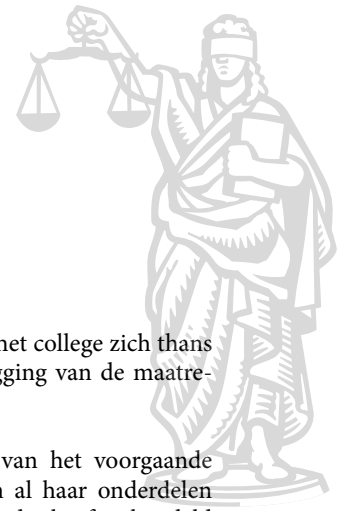 het college zich thans
gging van de maatre-
van het voorgaande
al haar onderdelen